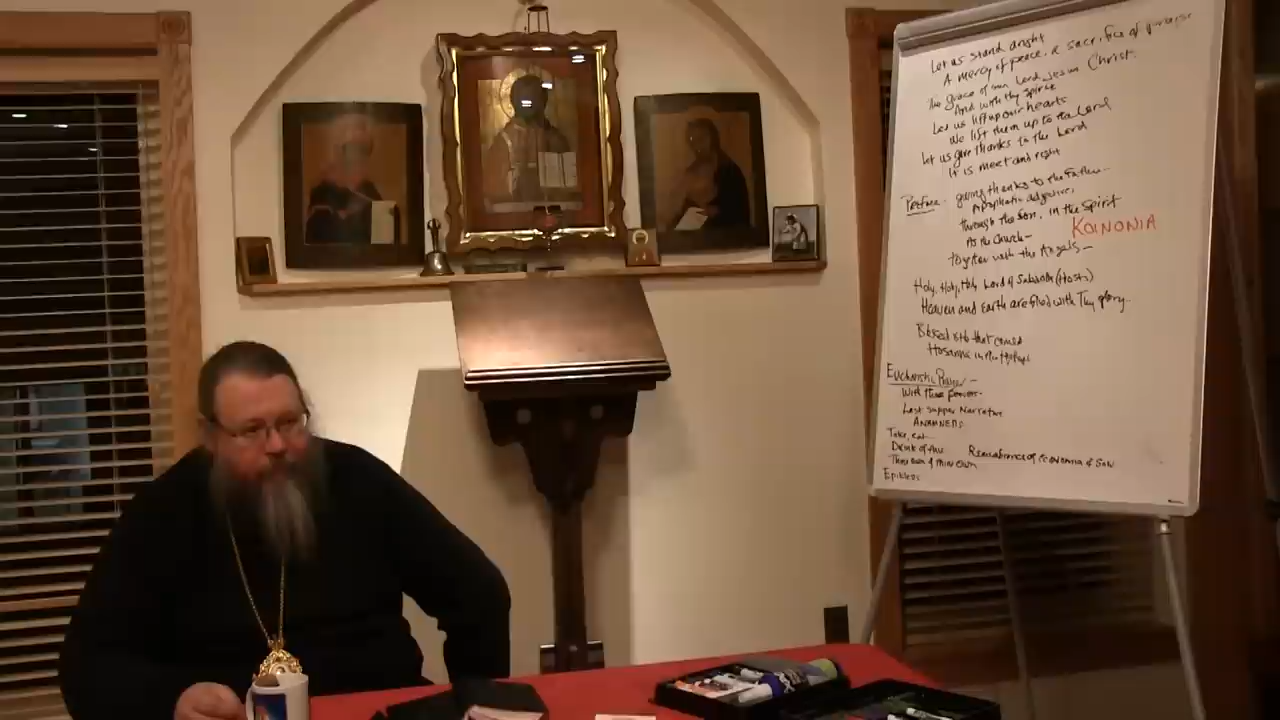 Let us stand aright
A mercy of peace, a sacrifice of praise
The grace of our Lord Jesus Christ.
And with thy spirit
Let us lift up our hearts
We lift them up to the Lord
Let us give thanks to the Lord
It is meet and right
Preface - giving thanks to the Father -
Apophatic adjectives,
through the Son, in the Spirit
KOINONIA
As the Church -
together with the Angels -
Holy, Holy, Holy Lord of Sabaoth (Hosts)
Heaven and Earth are filled with Thy glory.
Blessed is he that comes
Hosanna in the
Eucharistic Prayer -
With these powers -
Last Supper Narrative
Take, eat
Drink of this
Remembrance of Economia of Son
Thine own of thine own
Epiklesis